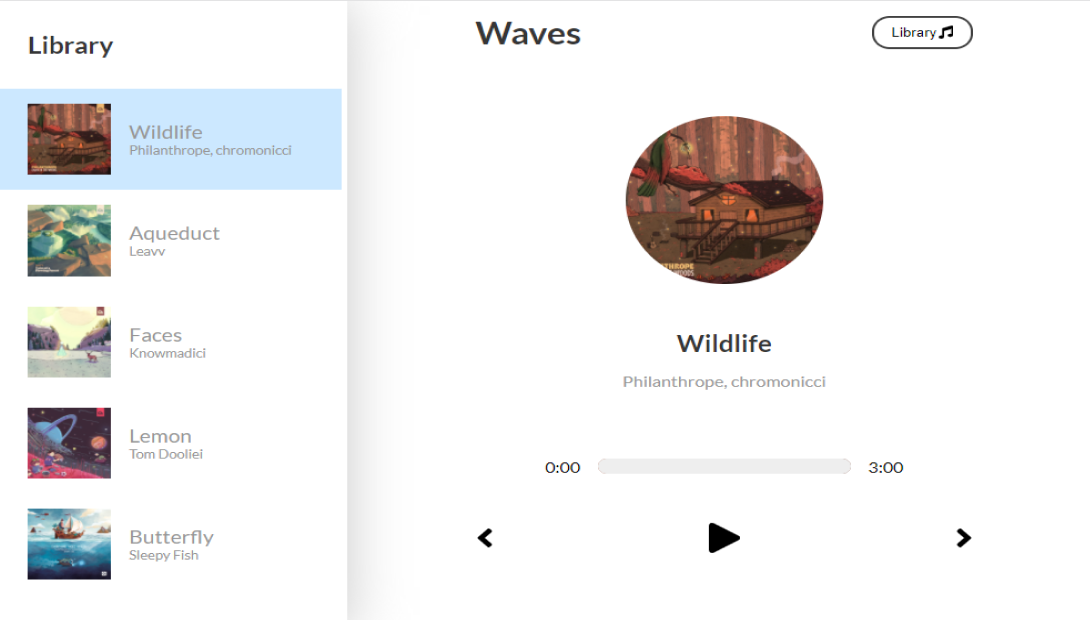 Library
Wildlife
Philanthrope, chromonicci
Aqueduct
Leavv
Faces
Knowmadici
Lemon
Tom Dooliei
Butterfly
Sleepy Fish
Waves
Library
Wildlife
Philanthrope, chromonicci
0:00
3:00